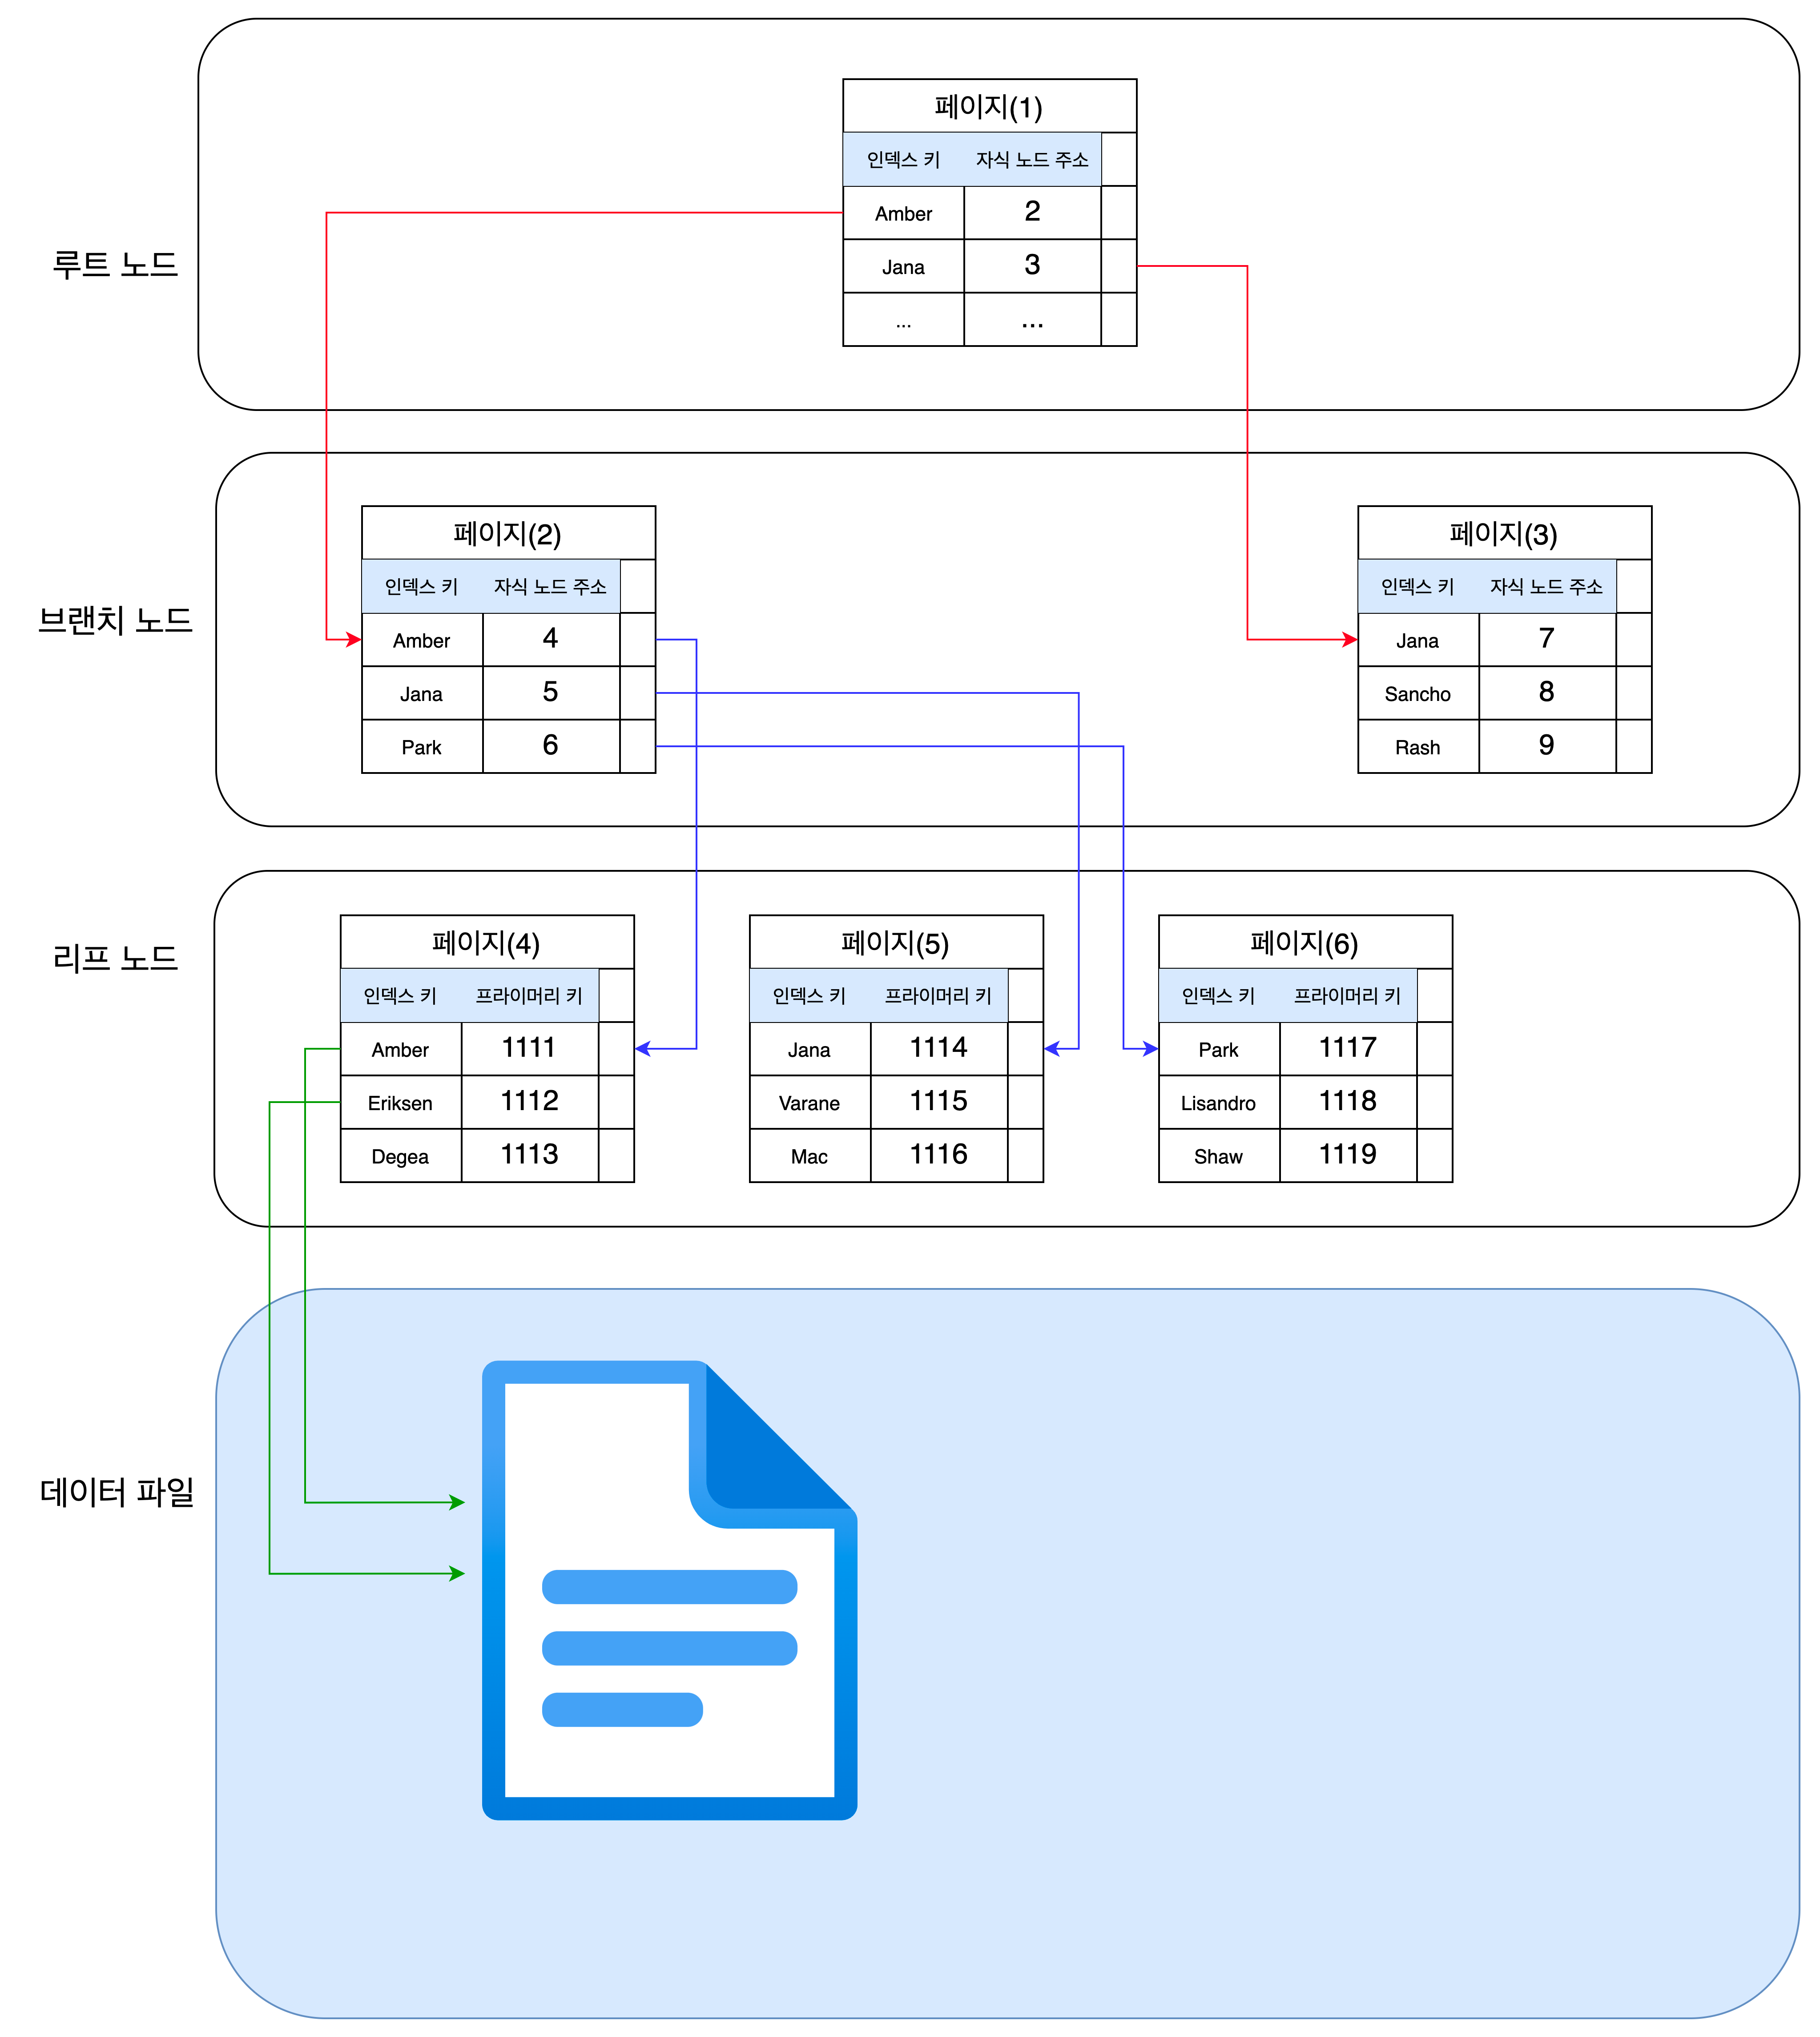 루트 노드
페이지(1)
인덱스 키 자식 노드 주소
Amber 2
Jana 3
... ...
브랜치 노드
페이지(2)
인덱스 키 자식 노드 주소
Amber 4
Jana 5
Park 6
페이지(3)
인덱스 키 자식 노드 주소
Jana 7
Sancho 8
Rash 9
리프 노드
페이지(4)
인덱스 키 프라이머리 키
Amber 1111
Eriksen 1112
Degea 1113
페이지(5)
인덱스 키 프라이머리 키
Jana 1114
Varane 1115
Mac 1116
페이지(6)
인덱스 키 프라이머리 키
Park 1117
Lisandro 1118
Shaw 1119
데이터 파일